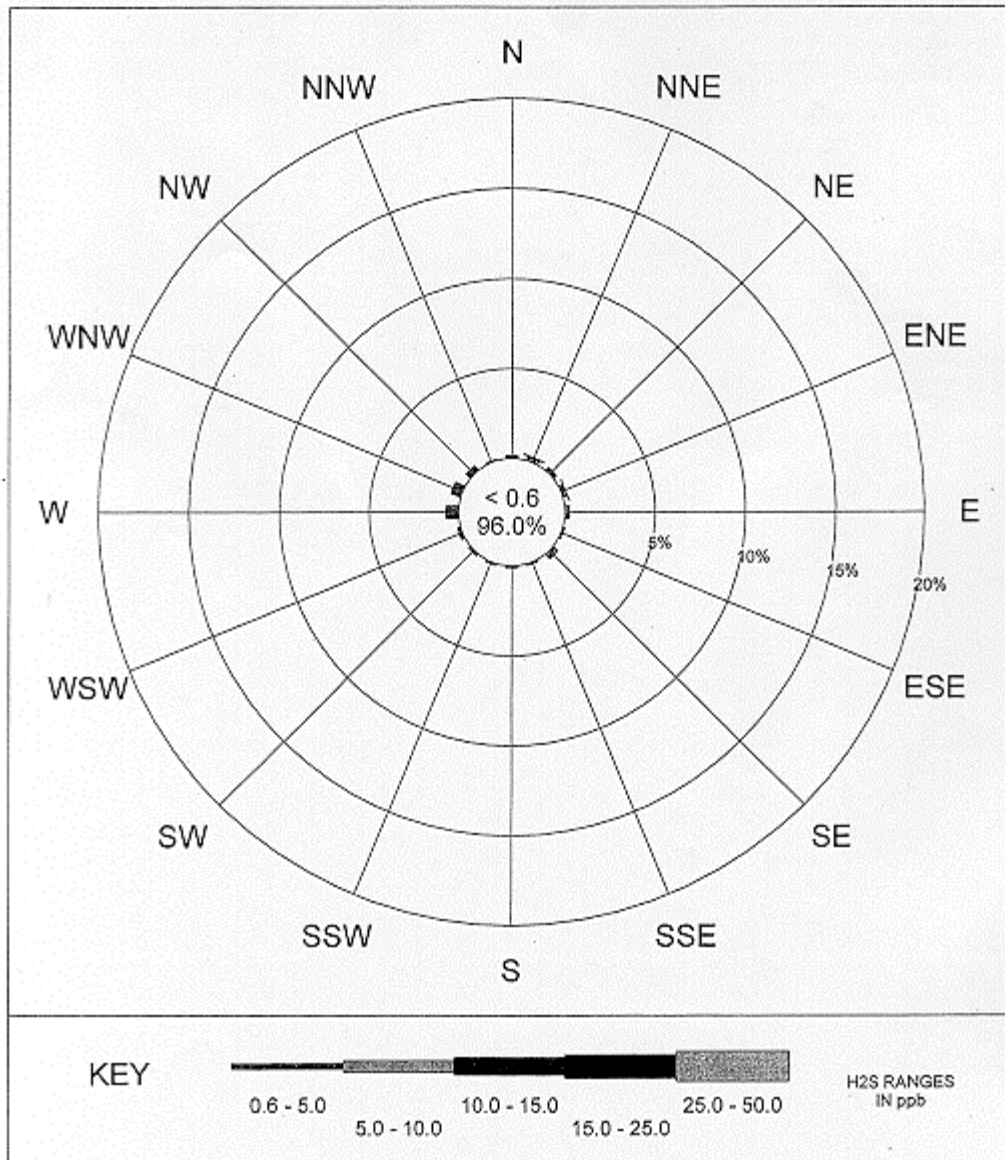 N
NNW
NNE
NW
NE
WNW
ENE
< 0.6
W
E
96.0%
5%
10%
15%
20%
WSW
ESE
SW
SE
SSW
SSE
S
KEY
H2S RANGES
IN ppb
0.6 - 5.0
10.0 - 15.0
25.0 - 50.0
5.0 - 10.0
15.0 - 25.0